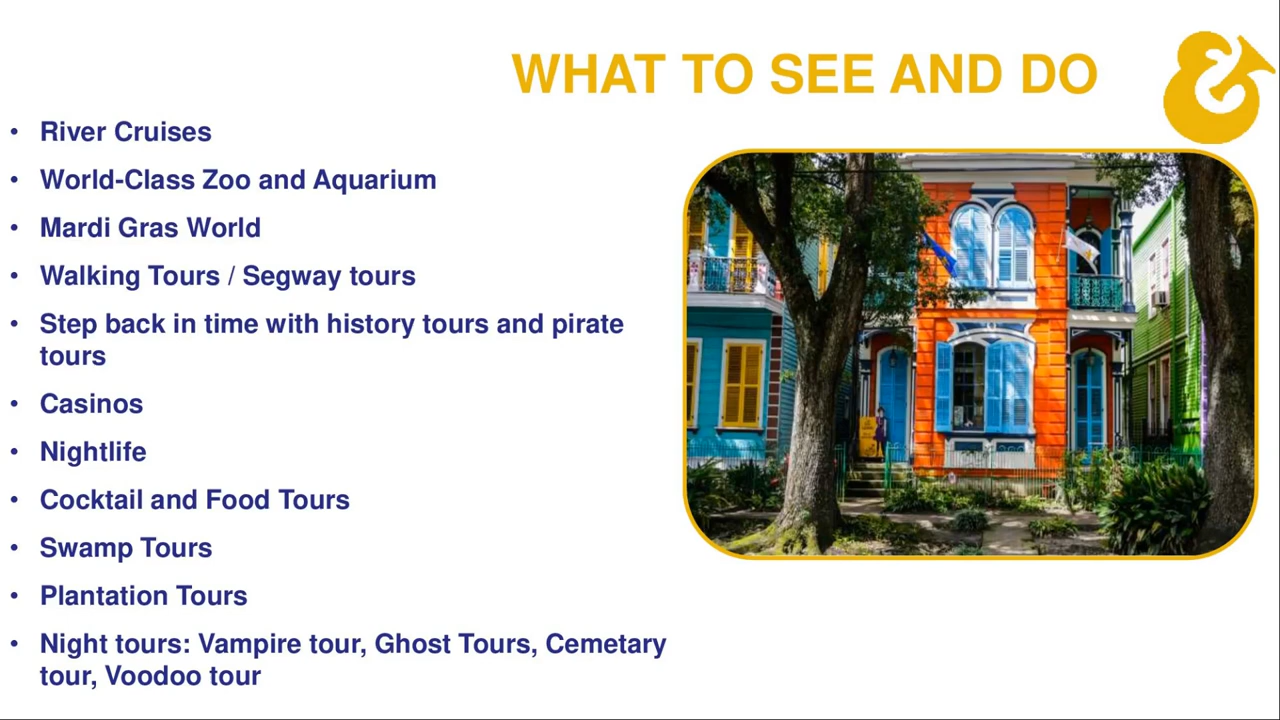 WHAT TO SEE AND DO
&
• River Cruises
• World-Class Zoo and Aquarium
• Mardi Gras World
• Walking Tours / Segway tours
• Step back in time with history tours and pirate
tours
• Casinos
• Nightlife
• Cocktail and Food Tours
• Swamp Tours
• Plantation Tours
• Night tours: Vampire tour, Ghost Tours, Cemetary
tour, Voodoo tour